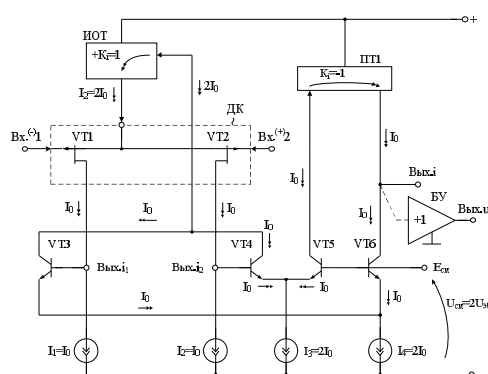 ИОТ
+
ПТ1
+Ki=1
Ki=-1
2I0
I2=2I0
ДК
Вх.(-)1
VT1
VT2
Вх.(+)2
I0
I0
Вых.i
I0
I0
I0
I0
БУ
Вых.u
+1
I0
VT3
VT4
VT5
VT6
Вых.i1
Вых.i2
Eсм
I0
I0
I0
I0
Uсм=2Uэб
I1=I0
I2=I0
I3=2I0
I4=2I0